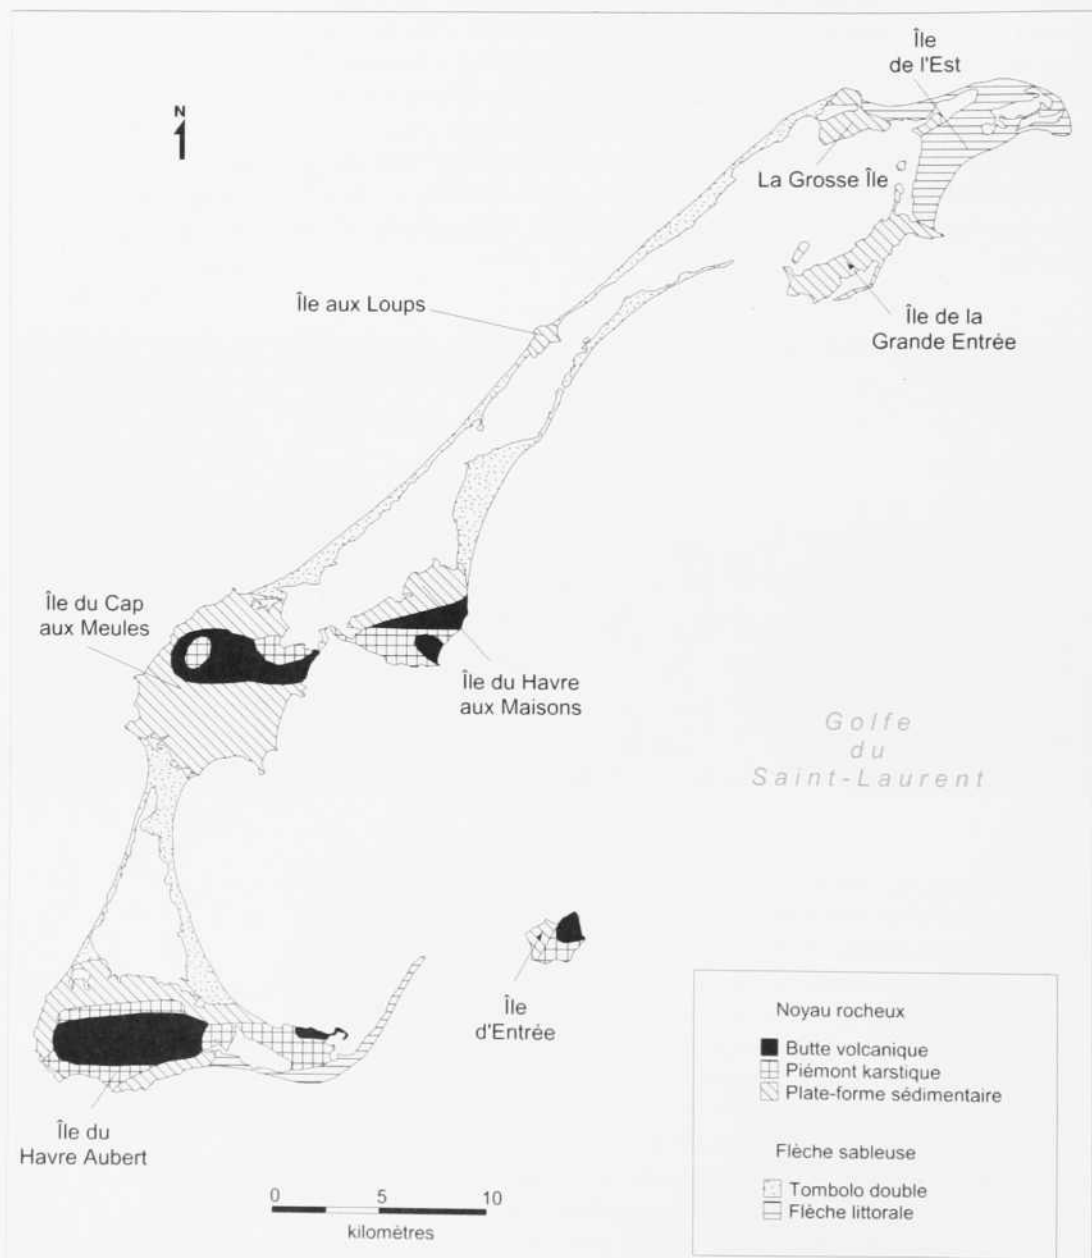 Île
de l'Est
N
La Grosse Île
Île aux Loups
Île de la
Grande Entrée
Île du Cap
aux Meules
Île du Havre
aux Maisons
Golfe
du
Saint-Laurent
Île
d'Entrée
Île du
Havre Aubert
0 5 10
kilomètres
Noyau rocheux
Butte volcanique
Piémont karstique
Plate-forme sédimentaire
Flèche sableuse
Tombolo double
Flèche littorale